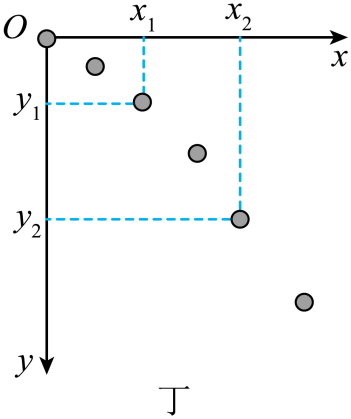 O
x₁ x₂
x
y₁
y₂
y
丁